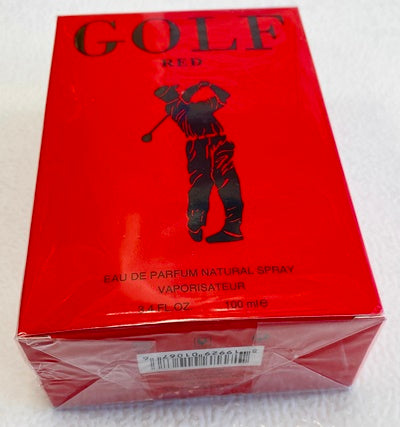 GOLF
RED
EAU DE PARFUM NATURAL SPRAY
VAPORISATEUR
3.4 FL OZ 100 ml e